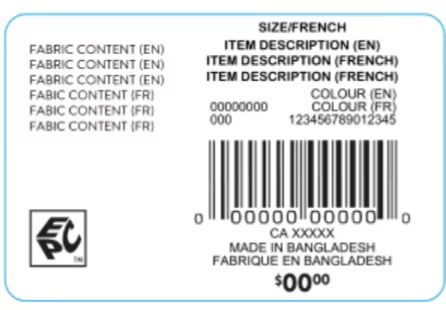 FABRIC CONTENT (EN)
FABRIC CONTENT (EN)
FABRIC CONTENT (EN)
FABIC CONTENT (FR)
FABIC CONTENT (FR)
FABIC CONTENT (FR)
EPC
TM
SIZE/FRENCH
ITEM DESCRIPTION (EN)
ITEM DESCRIPTION (FRENCH)
ITEM DESCRIPTION (FRENCH)
COLOUR (EN)
00000000 COLOUR (FR)
000 123456789012345
0 00000 00000 0
CA XXXXX
MADE IN BANGLADESH
FABRIQUE EN BANGLADESH
$0000